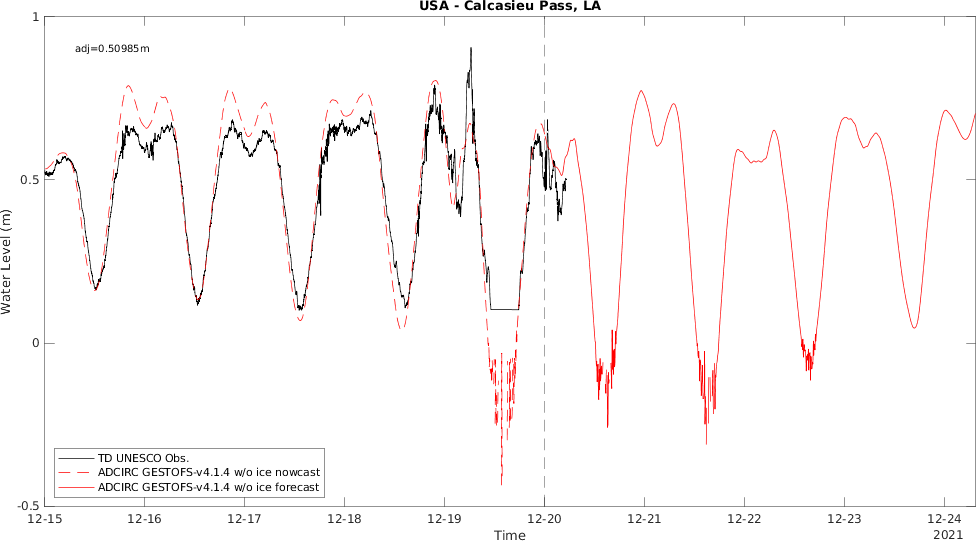 USA - Calcasieu Pass, LA
adj=0.50985m
1
0.5
0
-0.5
Water Level (m)
TD UNESCO Obs.
ADCIRC GESTOFS-v4.1.4 w/o ice nowcast
ADCIRC GESTOFS-v4.1.4 w/o ice forecast
12-15 12-16 12-17 12-18 12-19 12-20 12-21 12-22 12-23 12-24
Time
2021